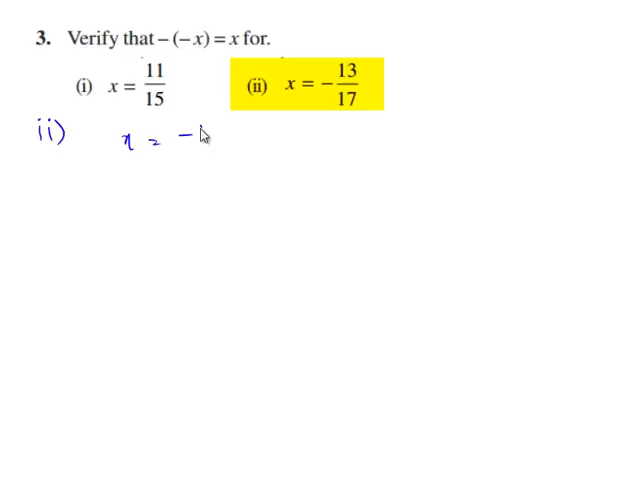 3. Verify that – (– x) = x for.
(i) x = 11/15 (ii) x = – 13/17
ii) x = –